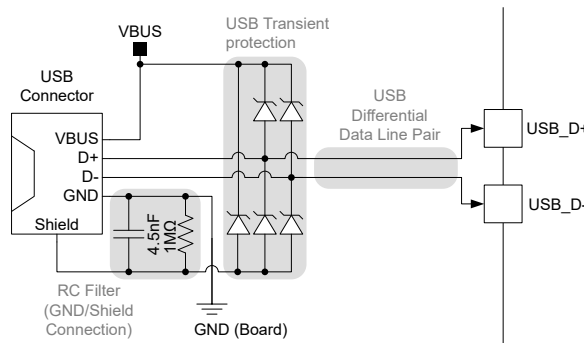 VBUS
USB Transient
protection
USB
Connector
USB
Differential
Data Line Pair
VBUS
D+
D-
GND
Shield
USB_D+
USB_D-
4.5nF
1MΩ
RC Filter
(GND/Shield
Connection)
GND (Board)